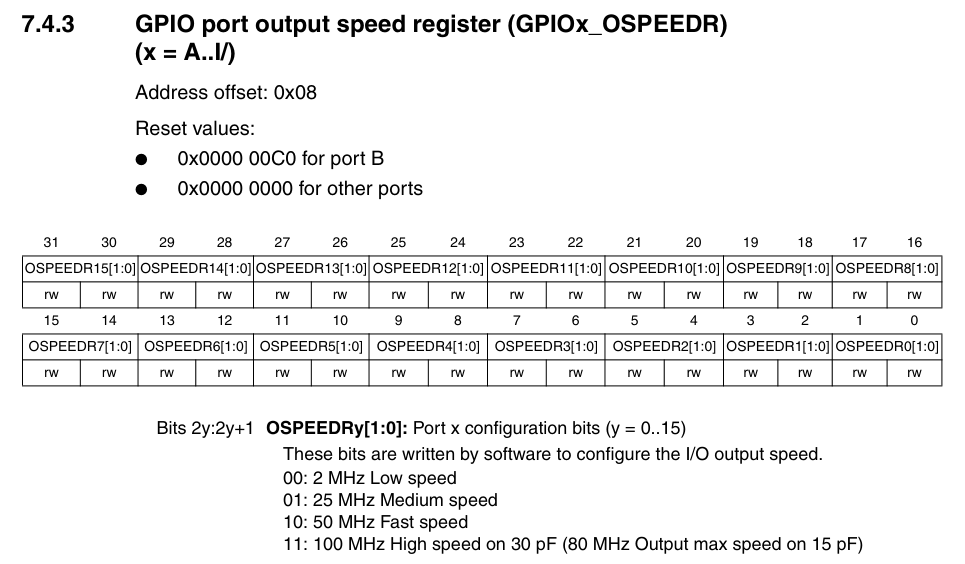 7.4.3 GPIO port output speed register (GPIOx_OSPEEDR)
(x = A..I/)
Address offset: 0x08
Reset values:
● 0x0000 00C0 for port B
● 0x0000 0000 for other ports
31 30 29 28 27 26 25 24 23 22 21 20 19 18 17 16
OSPEEDR15[1:0] OSPEEDR14[1:0] OSPEEDR13[1:0] OSPEEDR12[1:0] OSPEEDR11[1:0] OSPEEDR10[1:0] OSPEEDR9[1:0] OSPEEDR8[1:0]
rw rw rw rw rw rw rw rw rw rw rw rw rw rw rw rw
15 14 13 12 11 10 9 8 7 6 5 4 3 2 1 0
OSPEEDR7[1:0] OSPEEDR6[1:0] OSPEEDR5[1:0] OSPEEDR4[1:0] OSPEEDR3[1:0] OSPEEDR2[1:0] OSPEEDR1[1:0] OSPEEDR0[1:0]
rw rw rw rw rw rw rw rw rw rw rw rw rw rw rw rw
Bits 2y:2y+1 OSPEEDRy[1:0]: Port x configuration bits (y = 0..15)
These bits are written by software to configure the I/O output speed.
00: 2 MHz Low speed
01: 25 MHz Medium speed
10: 50 MHz Fast speed
11: 100 MHz High speed on 30 pF (80 MHz Output max speed on 15 pF)